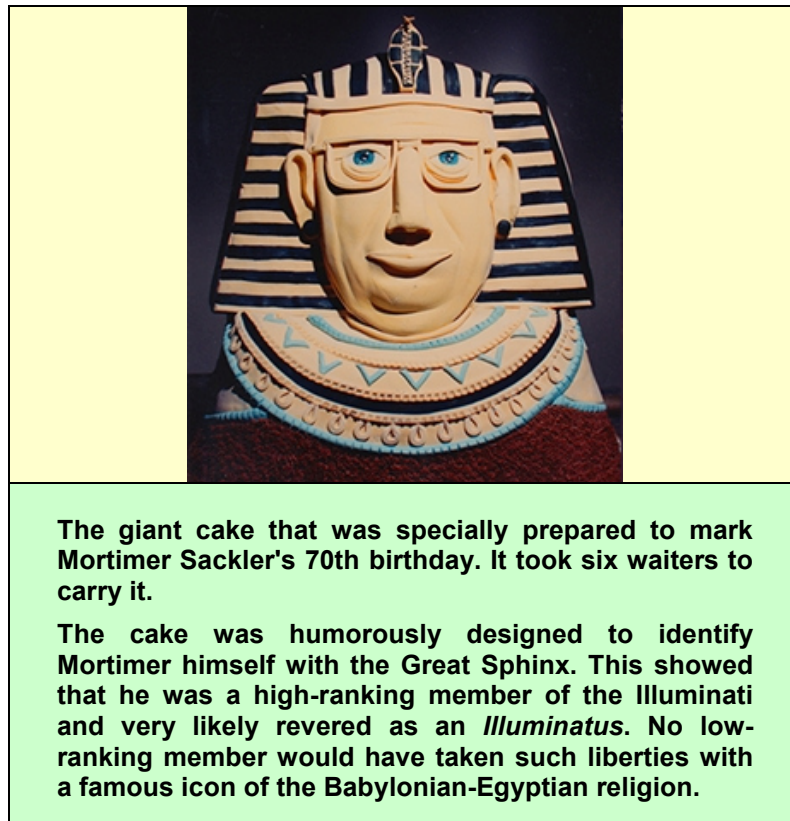 The giant cake that was specially prepared to mark
Mortimer Sackler's 70th birthday. It took six waiters to
carry it.
The cake was humorously designed to identify
Mortimer himself with the Great Sphinx. This showed
that he was a high-ranking member of the Illuminati
and very likely revered as an Illuminatus. No low-
ranking member would have taken such liberties with
a famous icon of the Babylonian-Egyptian religion.